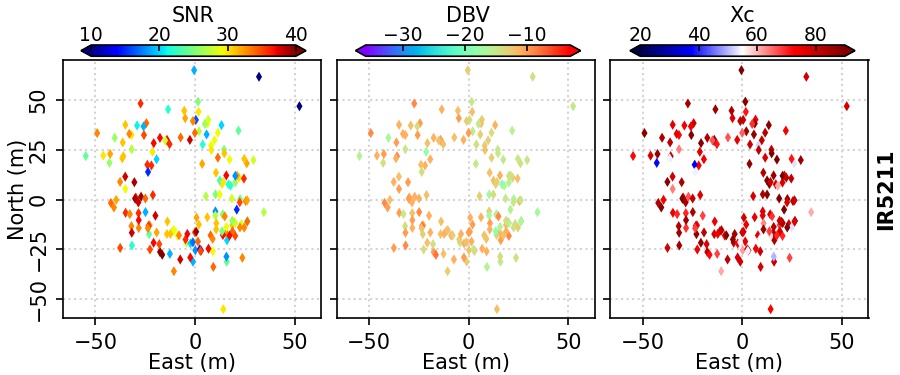 SNR DBV Xc
10 20 30 40 −30 −20 −10 20 40 60 80
50
25
0
−25
−50
North (m)
−50 0 50 −50 0 50 −50 0 50
East (m) East (m) East (m)
IR5211